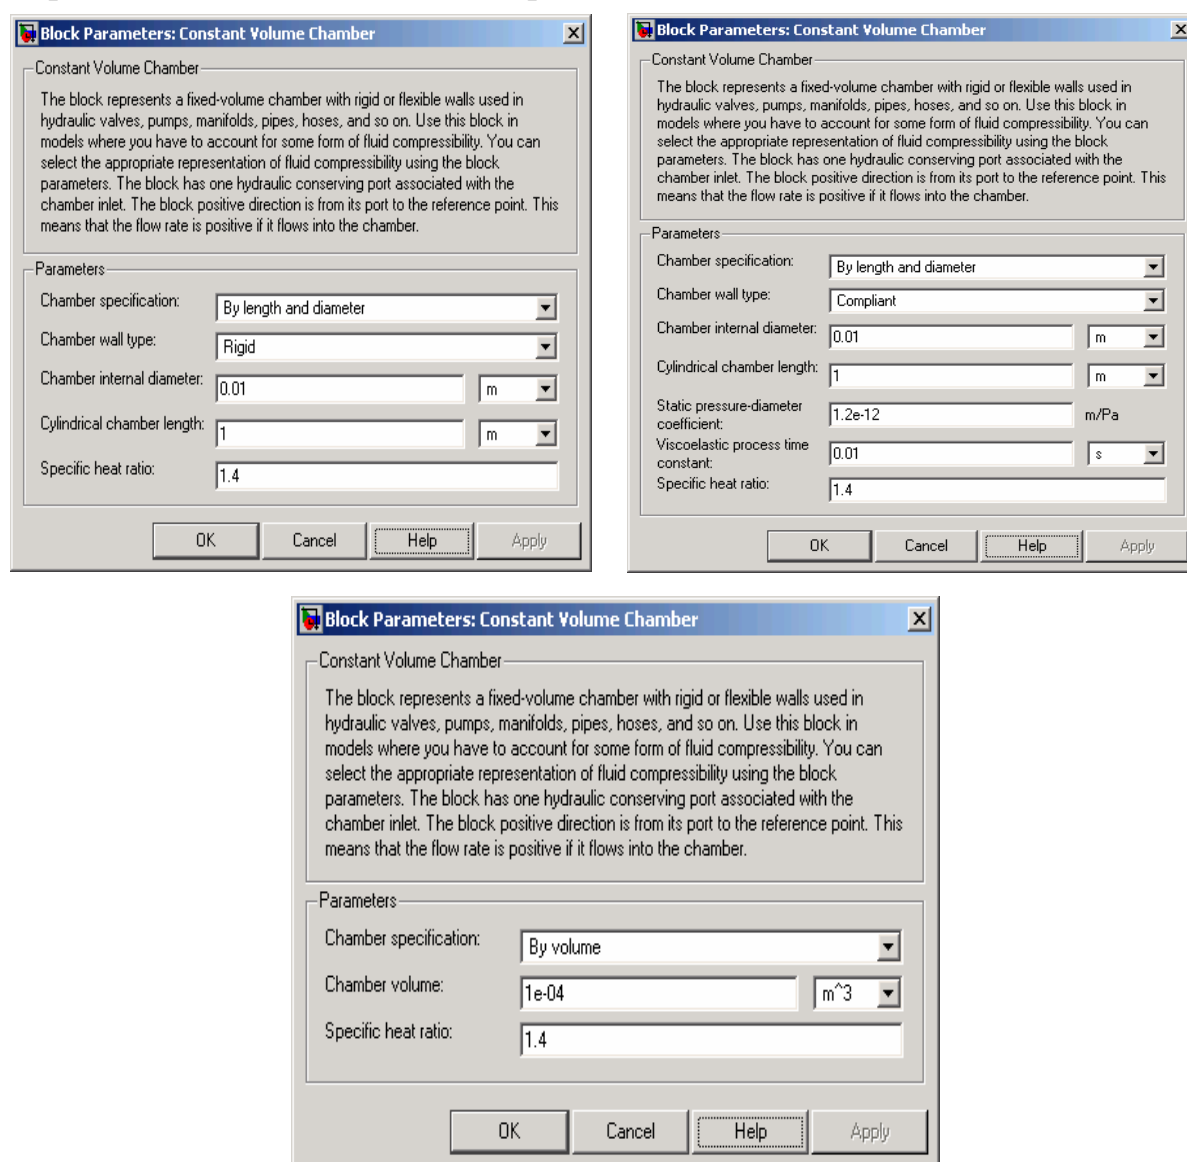 Block Parameters: Constant Volume Chamber
Constant Volume Chamber
The block represents a fixed-volume chamber with rigid or flexible walls used in
hydraulic valves, pumps, manifolds, pipes, hoses, and so on. Use this block in
models where you have to account for some form of fluid compressibility. You can
select the appropriate representation of fluid compressibility using the block
parameters. The block has one hydraulic conserving port associated with the
chamber inlet. The block positive direction is from its port to the reference point. This
means that the flow rate is positive if it flows into the chamber.
Parameters
Chamber specification: By length and diameter
Chamber wall type: Rigid
Chamber internal diameter: 0.01 m
Cylindrical chamber length: 1 m
Specific heat ratio: 1.4
OK Cancel Help Apply
Block Parameters: Constant Volume Chamber
Constant Volume Chamber
The block represents a fixed-volume chamber with rigid or flexible walls used in
hydraulic valves, pumps, manifolds, pipes, hoses, and so on. Use this block in
models where you have to account for some form of fluid compressibility. You can
select the appropriate representation of fluid compressibility using the block
parameters. The block has one hydraulic conserving port associated with the
chamber inlet. The block positive direction is from its port to the reference point. This
means that the flow rate is positive if it flows into the chamber.
Parameters
Chamber specification: By length and diameter
Chamber wall type: Compliant
Chamber internal diameter: 0.01 m
Cylindrical chamber length: 1 m
Static pressure-diameter
coefficient: 1.2e-12 m/Pa
Viscoelastic process time
constant: 0.01 s
Specific heat ratio: 1.4
OK Cancel Help Apply
Block Parameters: Constant Volume Chamber
Constant Volume Chamber
The block represents a fixed-volume chamber with rigid or flexible walls used in
hydraulic valves, pumps, manifolds, pipes, hoses, and so on. Use this block in
models where you have to account for some form of fluid compressibility. You can
select the appropriate representation of fluid compressibility using the block
parameters. The block has one hydraulic conserving port associated with the
chamber inlet. The block positive direction is from its port to the reference point. This
means that the flow rate is positive if it flows into the chamber.
Parameters
Chamber specification: By volume
Chamber volume: 1e-04 m^3
Specific heat ratio: 1.4
OK Cancel Help Apply